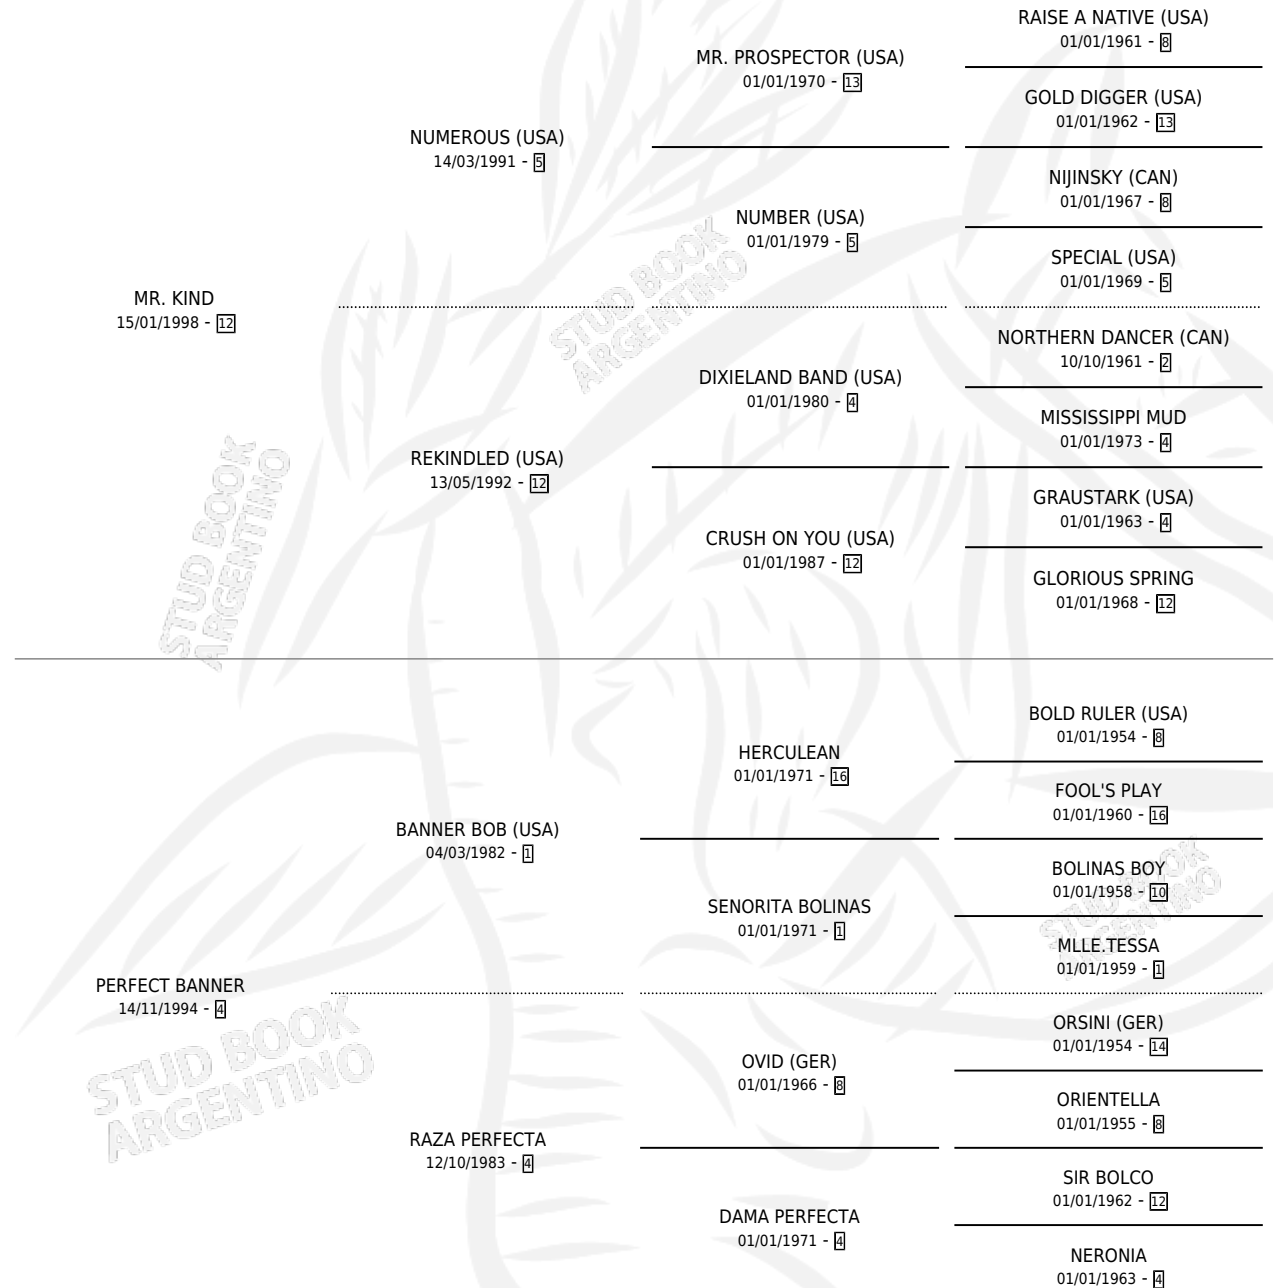 RAISE A NATIVE (USA)
01/01/1961 - 8
MR. PROSPECTOR (USA)
01/01/1970 - 13
GOLD DIGGER (USA)
01/01/1962 - 13
NUMEROUS (USA)
14/03/1991 - 5
NIJINSKY (CAN)
01/01/1967 - 8
NUMBER (USA)
01/01/1979 - 5
SPECIAL (USA)
01/01/1969 - 5
MR. KIND
15/01/1998 - 12
NORTHERN DANCER (CAN)
10/10/1961 - 2
DIXIELAND BAND (USA)
01/01/1980 - 4
MISSISSIPPI MUD
01/01/1973 - 4
REKINDLED (USA)
13/05/1992 - 12
GRAUSTARK (USA)
01/01/1963 - 4
CRUSH ON YOU (USA)
01/01/1987 - 12
GLORIOUS SPRING
01/01/1968 - 12
BOLD RULER (USA)
01/01/1954 - 8
HERCULEAN
01/01/1971 - 16
FOOL'S PLAY
01/01/1960 - 16
BANNER BOB (USA)
04/03/1982 - 1
BOLINAS BOY
01/01/1958 - 10
SENORITA BOLINAS
01/01/1971 - 1
MLLE.TESSA
01/01/1959 - 1
PERFECT BANNER
14/11/1994 - 4
ORSINI (GER)
01/01/1954 - 14
OVID (GER)
01/01/1966 - 8
ORIENTELLA
01/01/1955 - 8
RAZA PERFECTA
12/10/1983 - 4
SIR BOLCO
01/01/1962 - 12
DAMA PERFECTA
01/01/1971 - 4
NERONIA
01/01/1963 - 4
STUD BOOK
ARGENTINO
STUD BOOK
ARGENTINO
STUD BOOK
ARGENTINO
STUD BOOK
ARGENTINO